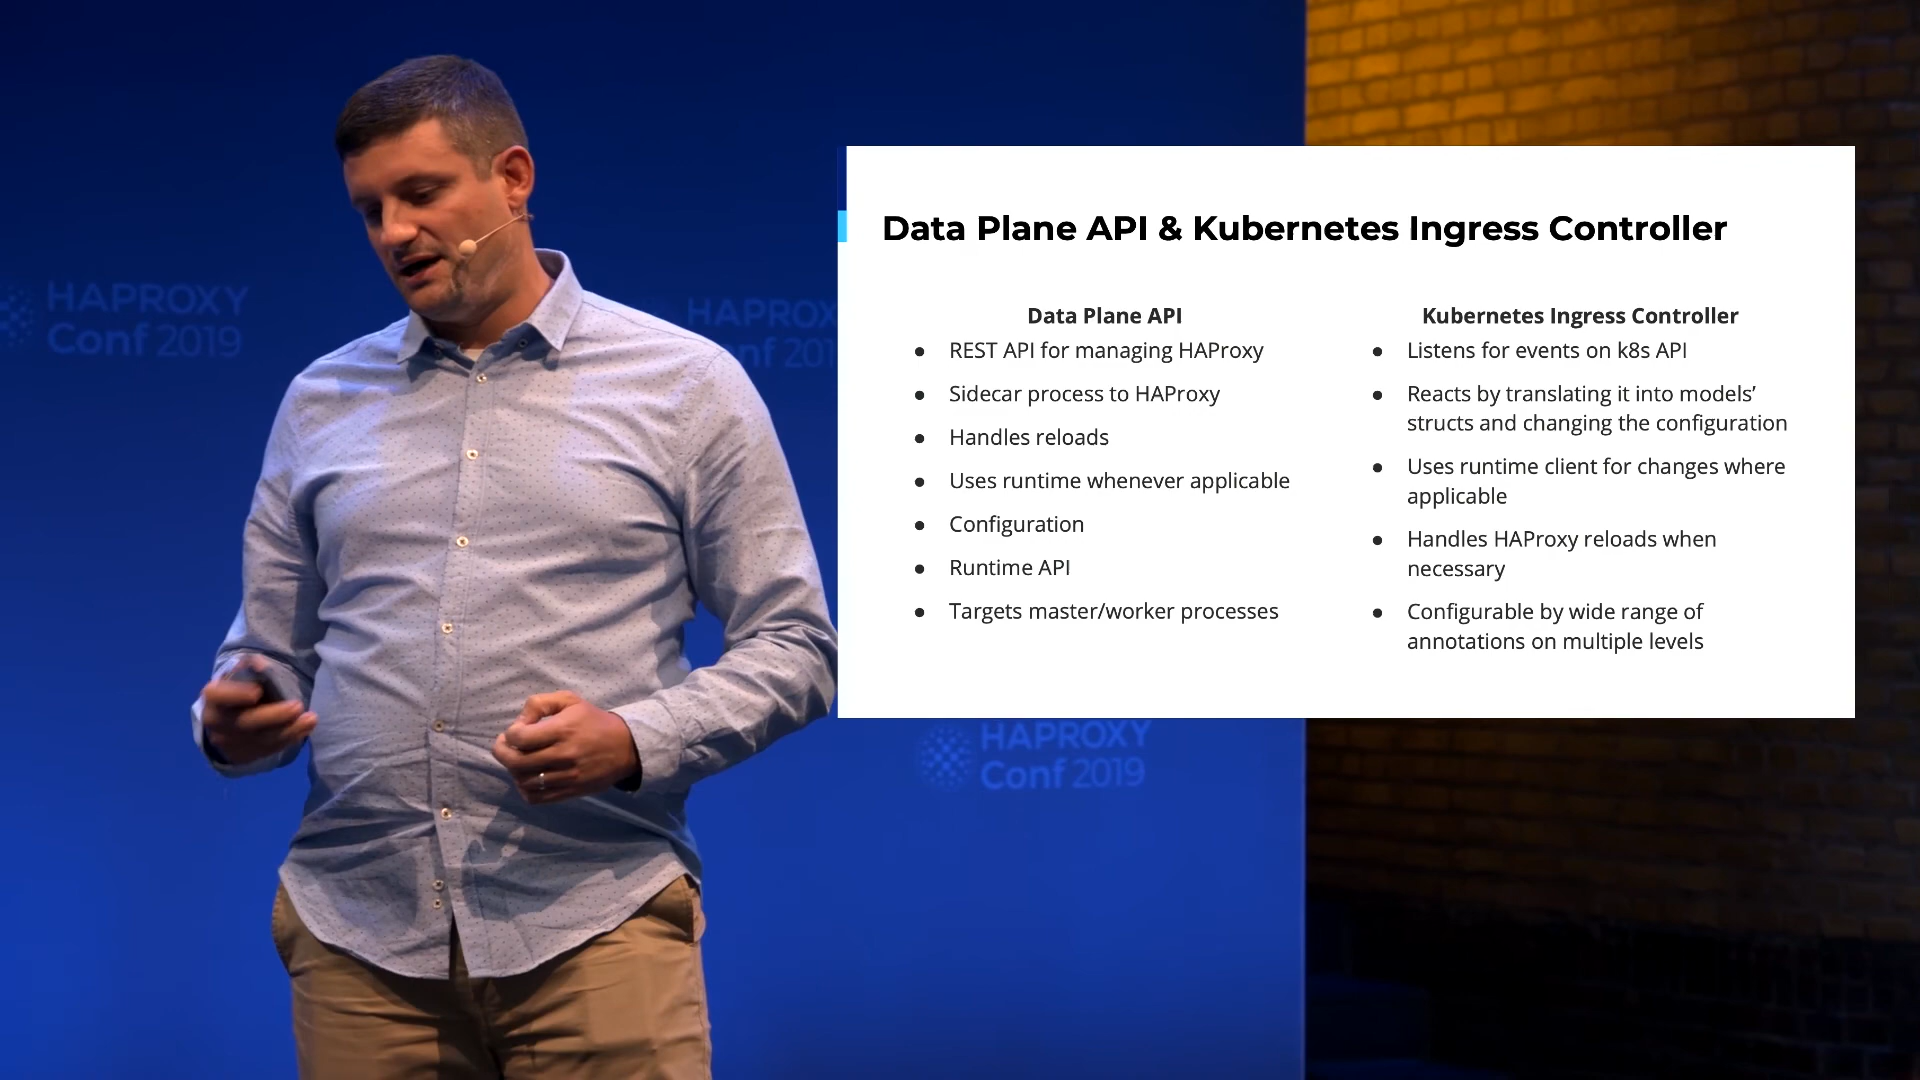 HAPROXY
Conf 2019
HAPROX
nf 201
Data Plane API & Kubernetes Ingress Controller
Data Plane API
● REST API for managing HAProxy
● Sidecar process to HAProxy
● Handles reloads
● Uses runtime whenever applicable
● Configuration
● Runtime API
● Targets master/worker processes
Kubernetes Ingress Controller
● Listens for events on k8s API
● Reacts by translating it into models’
structs and changing the configuration
● Uses runtime client for changes where
applicable
● Handles HAProxy reloads when
necessary
● Configurable by wide range of
annotations on multiple levels
HAPROXY
Conf 2019